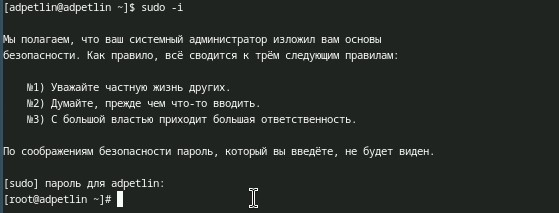 [adpetlin@adpetlin ~]$ sudo -i
Мы полагаем, что ваш системный администратор изложил вам основы
безопасности. Как правило, всё сводится к трём следующим правилам:
№1) Уважайте частную жизнь других.
№2) Думайте, прежде чем что-то вводить.
№3) С большой властью приходит большая ответственность.
По соображениям безопасности пароль, который вы введёте, не будет виден.
[sudo] пароль для adpetlin:
[root@adpetlin ~]#